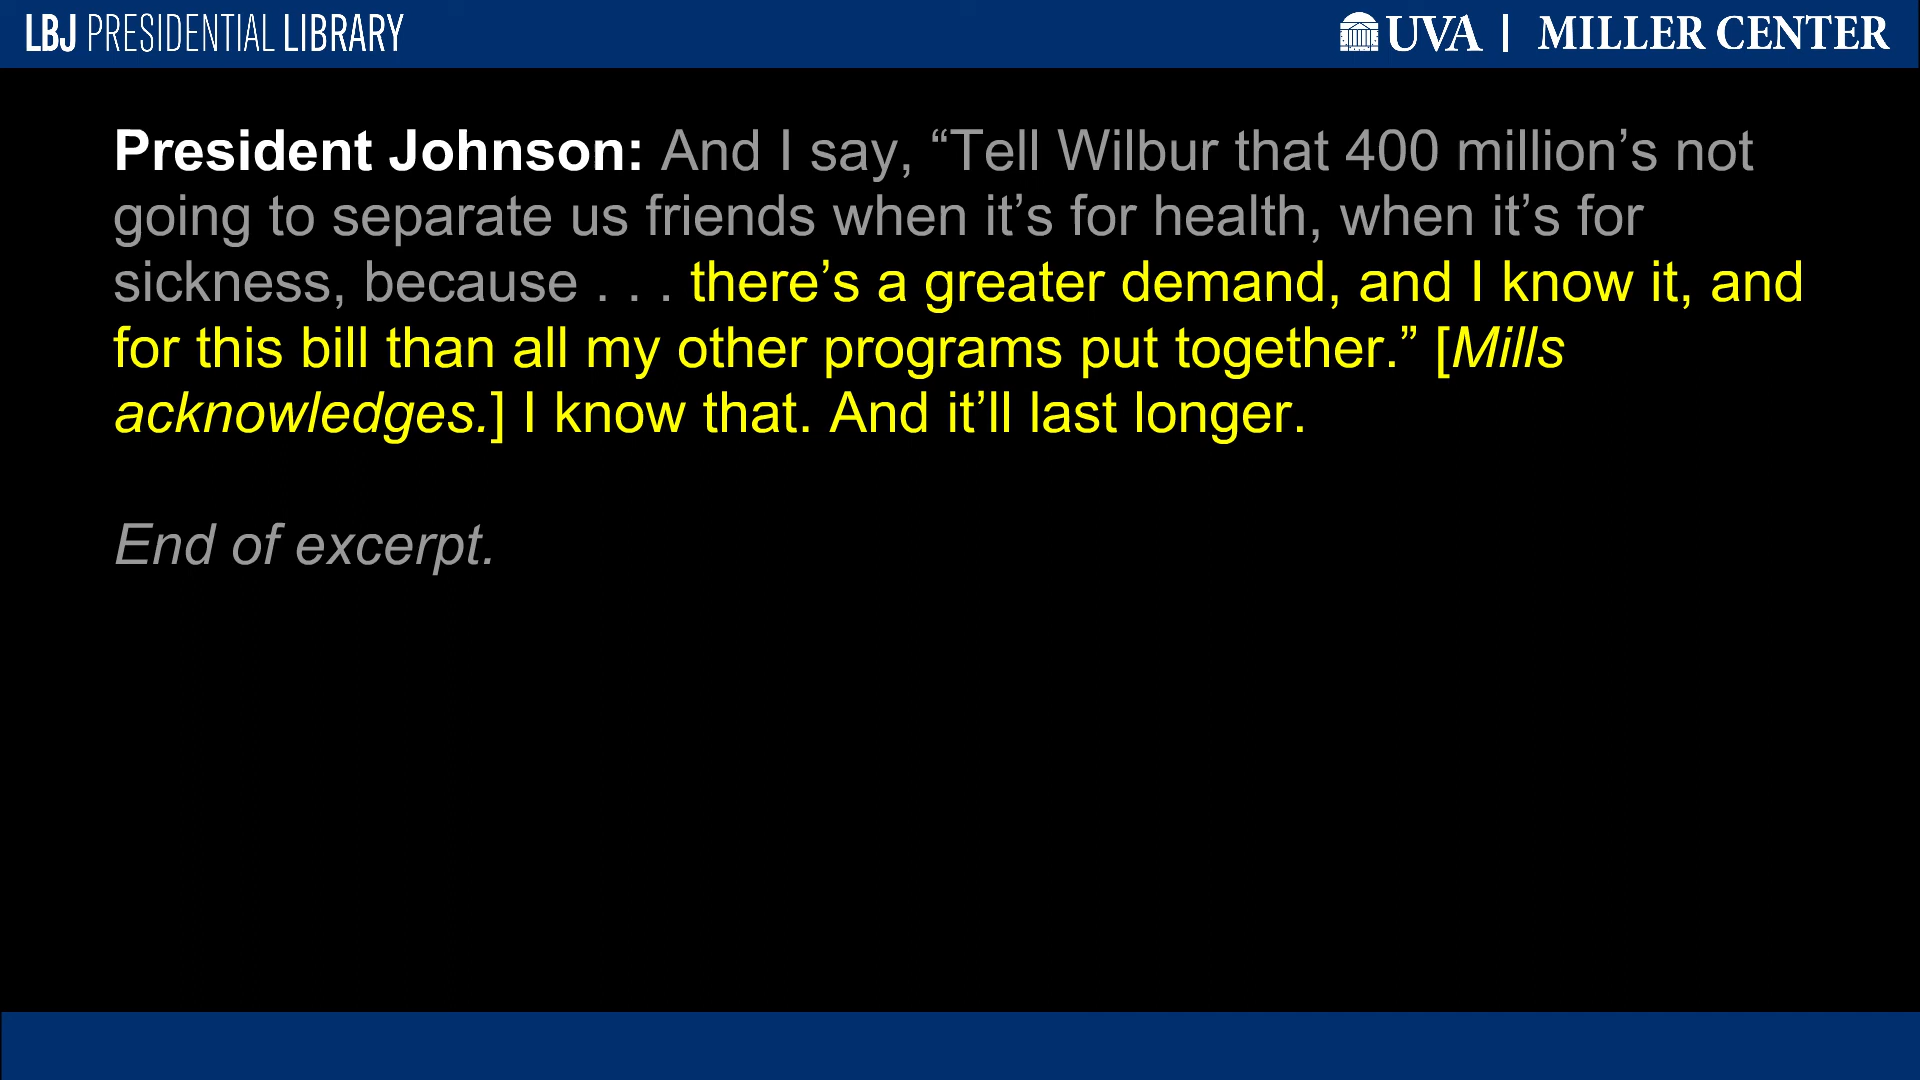 LBJ PRESIDENTIAL LIBRARY
UVA | MILLER CENTER
President Johnson: And I say, “Tell Wilbur that 400 million’s not
going to separate us friends when it’s for health, when it’s for
sickness, because . . . there’s a greater demand, and I know it, and
for this bill than all my other programs put together.” [Mills
acknowledges.] I know that. And it’ll last longer.
End of excerpt.